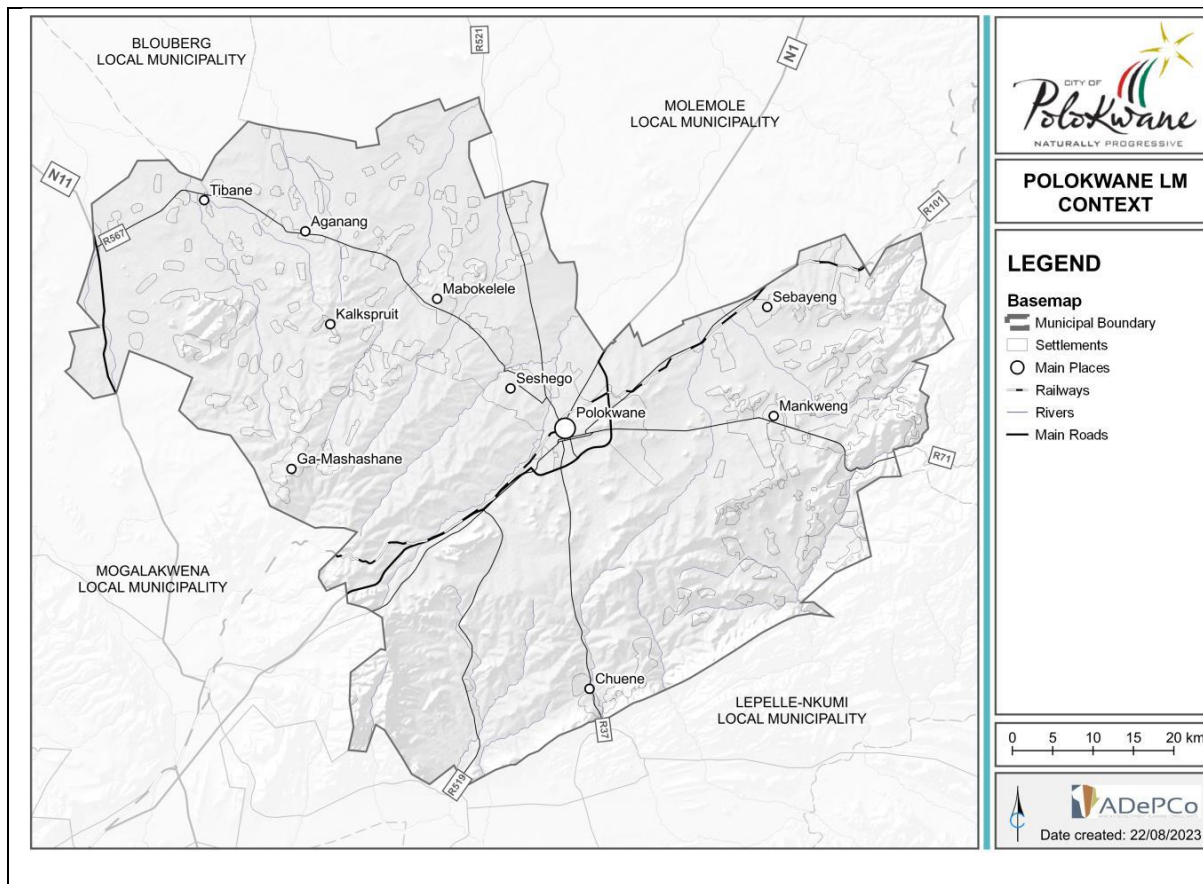 BLOUBERG
LOCAL MUNICIPALITY
R521
N1
MOLEMOLE
LOCAL MUNICIPALITY
N11
Tibane
R567
Aganang
R101
Mabokelele
Kalkspruit
Sebayeng
Seshego
Polokwane
Mankweng
R71
Ga-Mashashane
MOGALAKWENA
LOCAL MUNICIPALITY
Chuene
LEPELLE-NKUMI
LOCAL MUNICIPALITY
R37
R519
CITY OF
Polokwane
NATURALLY PROGRESSIVE
POLOKWANE LM
CONTEXT
LEGEND
Basemap
Municipal Boundary
Settlements
Main Places
Railways
Rivers
Main Roads
0 5 10 15 20 km
ADePCo
Date created: 22/08/2023